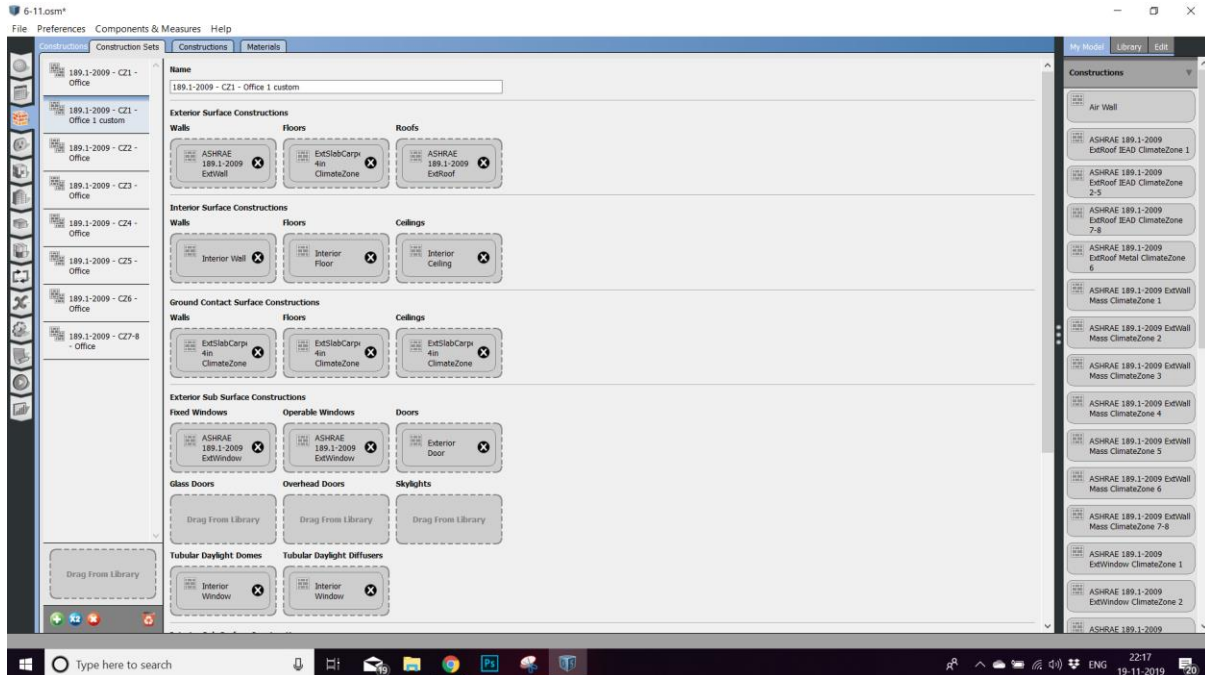 6-11.osm*
File Preferences Components & Measures Help
Constructions Construction Sets Constructions Materials
My Model Library Edit
189.1-2009 - CZ1 -
Office
189.1-2009 - CZ1 -
Office 1 custom
189.1-2009 - CZ2 -
Office
189.1-2009 - CZ3 -
Office
189.1-2009 - CZ4 -
Office
189.1-2009 - CZ5 -
Office
189.1-2009 - CZ6 -
Office
189.1-2009 - CZ7-8
- Office
Drag From Library
x2
Name
189.1-2009 - CZ1 - Office 1 custom
Exterior Surface Constructions
Walls Floors Roofs
ASHRAE
189.1-2009
ExtWall
ExtSlabCarpe
4in
ClimateZone
ASHRAE
189.1-2009
ExtRoof
Interior Surface Constructions
Walls Floors Ceilings
Interior Wall
Interior
Floor
Interior
Ceiling
Ground Contact Surface Constructions
Walls Floors Ceilings
ExtSlabCarpe
4in
ClimateZone
ExtSlabCarpe
4in
ClimateZone
ExtSlabCarpe
4in
ClimateZone
Exterior Sub Surface Constructions
Fixed Windows Operable Windows Doors
ASHRAE
189.1-2009
ExtWindow
ASHRAE
189.1-2009
ExtWindow
Exterior
Door
Glass Doors Overhead Doors Skylights
Drag From Library Drag From Library Drag From Library
Tubular Daylight Domes Tubular Daylight Diffusers
Interior
Window
Interior
Window
Constructions
Air Wall
ASHRAE 189.1-2009
ExtRoof IEAD ClimateZone 1
ASHRAE 189.1-2009
ExtRoof IEAD ClimateZone
2-5
ASHRAE 189.1-2009
ExtRoof IEAD ClimateZone
7-8
ASHRAE 189.1-2009
ExtRoof Metal ClimateZone
6
ASHRAE 189.1-2009 ExtWall
Mass ClimateZone 1
ASHRAE 189.1-2009 ExtWall
Mass ClimateZone 2
ASHRAE 189.1-2009 ExtWall
Mass ClimateZone 3
ASHRAE 189.1-2009 ExtWall
Mass ClimateZone 4
ASHRAE 189.1-2009 ExtWall
Mass ClimateZone 5
ASHRAE 189.1-2009 ExtWall
Mass ClimateZone 6
ASHRAE 189.1-2009 ExtWall
Mass ClimateZone 7-8
ASHRAE 189.1-2009
ExtWindow ClimateZone 1
ASHRAE 189.1-2009
ExtWindow ClimateZone 2
ASHRAE 189.1-2009
Type here to search
19
Ps
ENG
22:17
19-11-2019
20